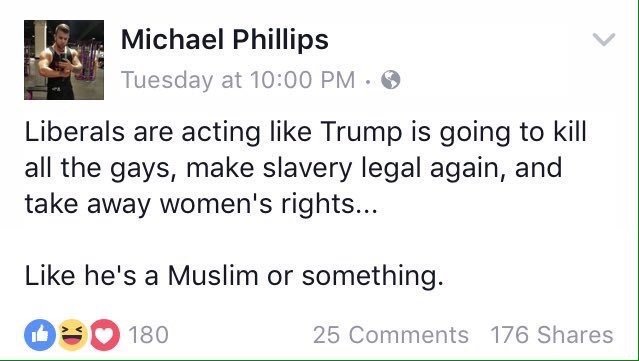 Michael Phillips
Tuesday at 10:00 PM ·
Liberals are acting like Trump is going to kill
all the gays, make slavery legal again, and
take away women's rights...
Like he's a Muslim or something.
180 25 Comments 176 Shares